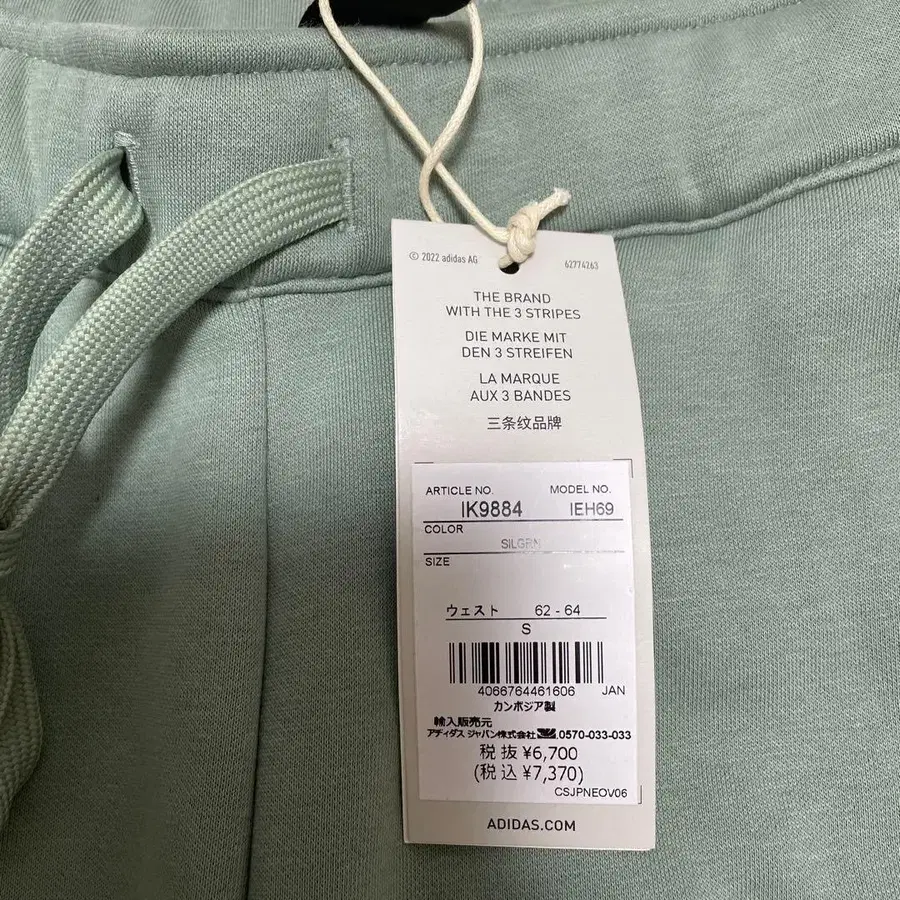 © 2022 adidas AG 62774263
THE BRAND
WITH THE 3 STRIPES
DIE MARKE MIT
DEN 3 STREIFEN
LA MARQUE
AUX 3 BANDES
三条纹品牌
ARTICLE NO. MODEL NO.
IK9884 IEH69
COLOR
SILGRN
SIZE
ウェスト 62 - 64
S
4066764461606 JAN
カンボジア製
輸入販売元
アディダス ジャパン株式会社 0570-033-033
税抜 ¥6,700
(税込 ¥7,370)
CSJPNEOV06
ADIDAS.COM